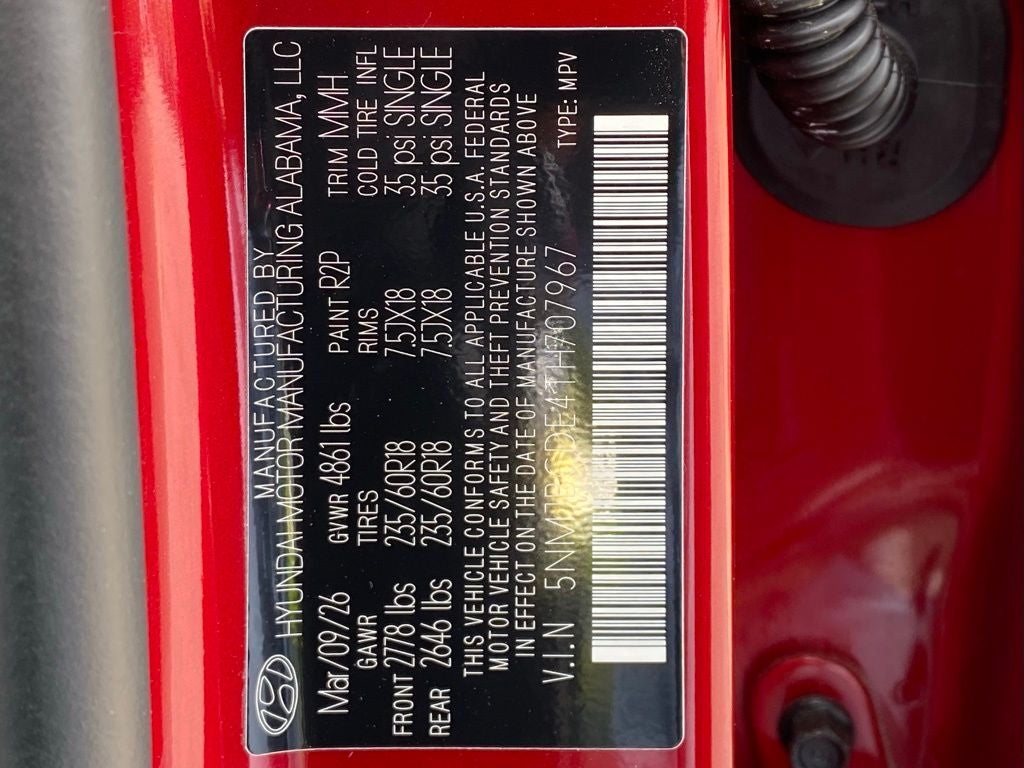 MANUFACTURED BY
HYUNDAI MOTOR MANUFACTURING ALABAMA, LLC
Mar/09/26 GVWR 4861 lbs PAINT R2P TRIM MMH
GAWR TIRES RIMS COLD TIRE INFL
FRONT 2778 lbs 235/60R18 7.5JX18 35 psi SINGLE
REAR 2646 lbs 235/60R18 7.5JX18 35 psi SINGLE
THIS VEHICLE CONFORMS TO ALL APPLICABLE U.S.A. FEDERAL
MOTOR VEHICLE SAFETY AND THEFT PREVENTION STANDARDS
IN EFFECT ON THE DATE OF MANUFACTURE SHOWN ABOVE
V.I.N 5NMJBCDE4TH707967 TYPE: MPV